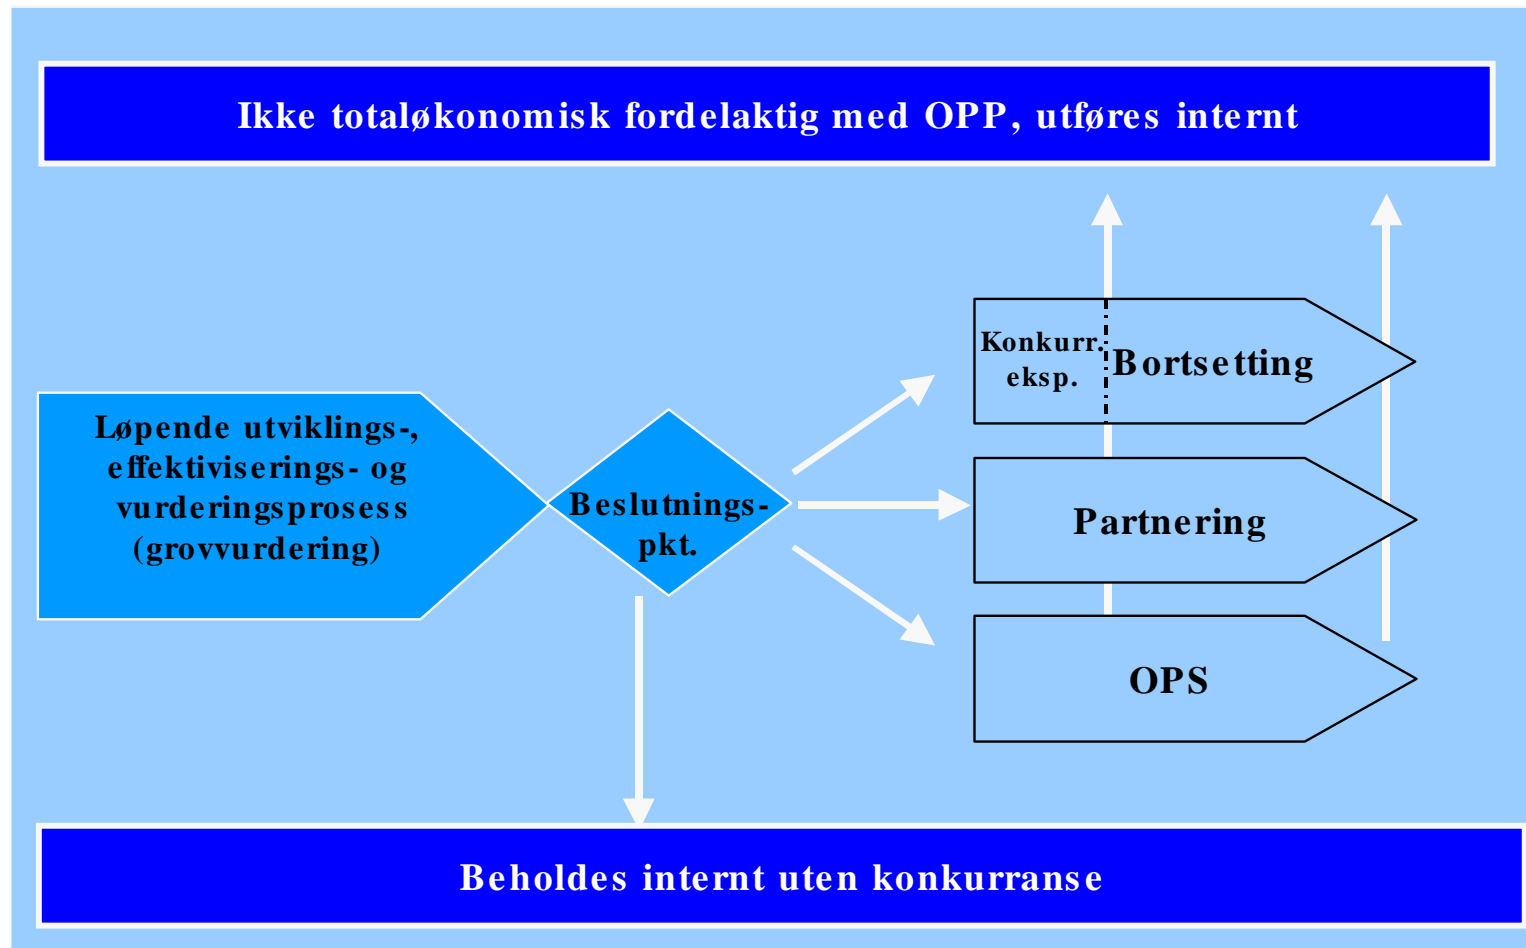 Ikke totaløkonomisk fordelaktig med OPP, utføres internt
Løpende utviklings-,
effektiviserings- og
vurderingsprosess
(grovvurdering)
Beslutnings-
pkt.
Konkurr.
eksp.
Bortsetting
Partnering
OPS
Beholdes internt uten konkurranse